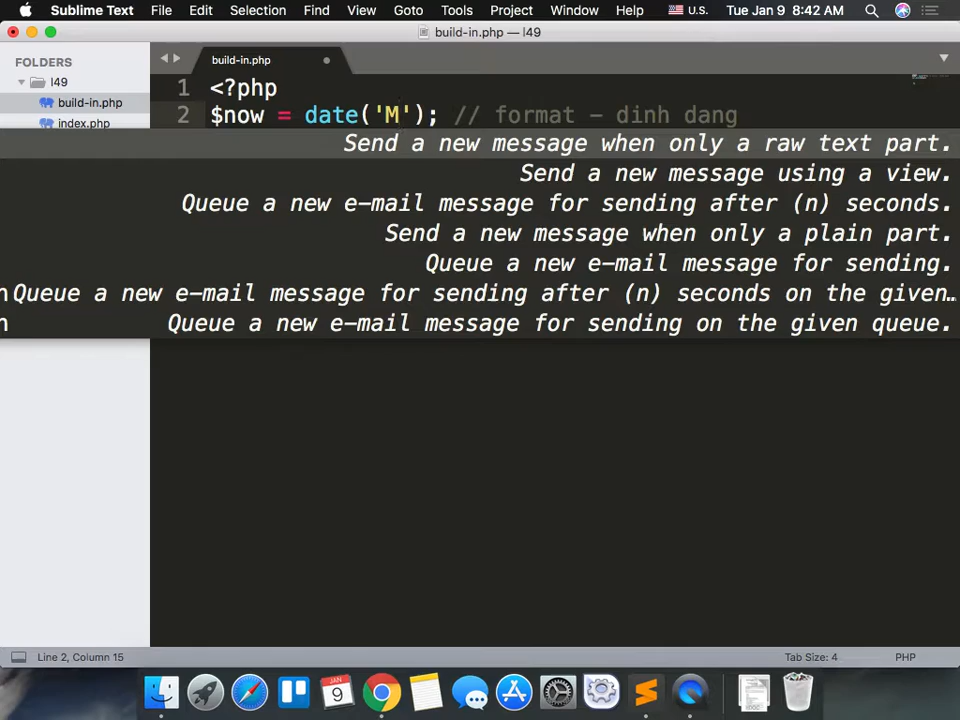 Sublime Text File Edit Selection Find View Goto Tools Project Window Help U.S. Tue Jan 9 8:42 AM
build-in.php — l49
FOLDERS
l49
build-in.php
index.php
build-in.php
1 <?php
2 $now = date('M'); // format - dinh dang
Send a new message when only a raw text part.
Send a new message using a view.
Queue a new e-mail message for sending after (n) seconds.
Send a new message when only a plain part.
Queue a new e-mail message for sending.
Queue a new e-mail message for sending after (n) seconds on the given…
Queue a new e-mail message for sending on the given queue.
Line 2, Column 15
Tab Size: 4
PHP
JAN
9